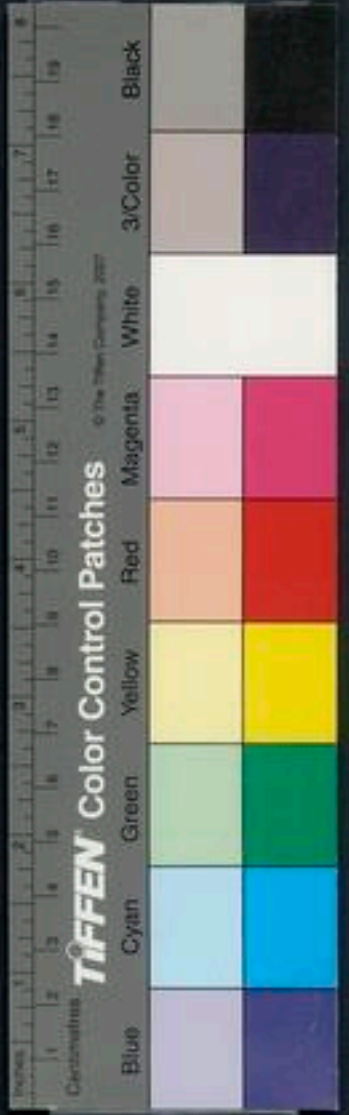 Inches 1 2 3 4 5 6 7 8
Centimetres 1 2 3 4 5 6 7 8 9 10 11 12 13 14 15 16 17 18 19
TIFFEN Color Control Patches © The Tiffen Company, 2007
Blue Cyan Green Yellow Red Magenta White 3/Color Black